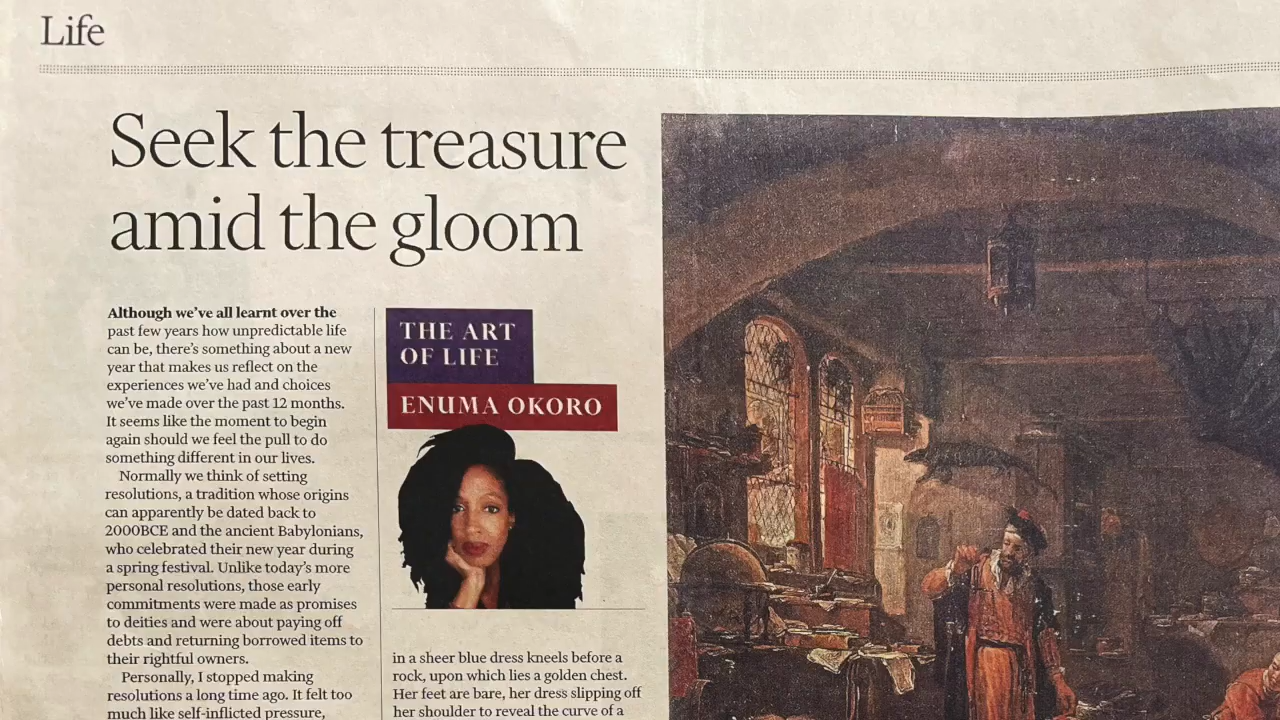 Life
Seek the treasure
amid the gloom
Although we've all learnt over the
past few years how unpredictable life
can be, there's something about a new
year that makes us reflect on the
experiences we've had and choices
we've made over the past 12 months.
It seems like the moment to begin
again should we feel the pull to do
something different in our lives.
Normally we think of setting
resolutions, a tradition whose origins
can apparently be dated back to
2000BCE and the ancient Babylonians,
who celebrated their new year during
a spring festival. Unlike today's more
personal resolutions, those early
commitments were made as promises
to deities and were about paying off
debts and returning borrowed items to
their rightful owners.
Personally, I stopped making
resolutions a long time ago. It felt too
much like self-inflicted pressure,
THE ART
OF LIFE
ENUMA OKORO
in a sheer blue dress kneels before a
rock, upon which lies a golden chest.
Her feet are bare, her dress slipping off
her shoulder to reveal the curve of a